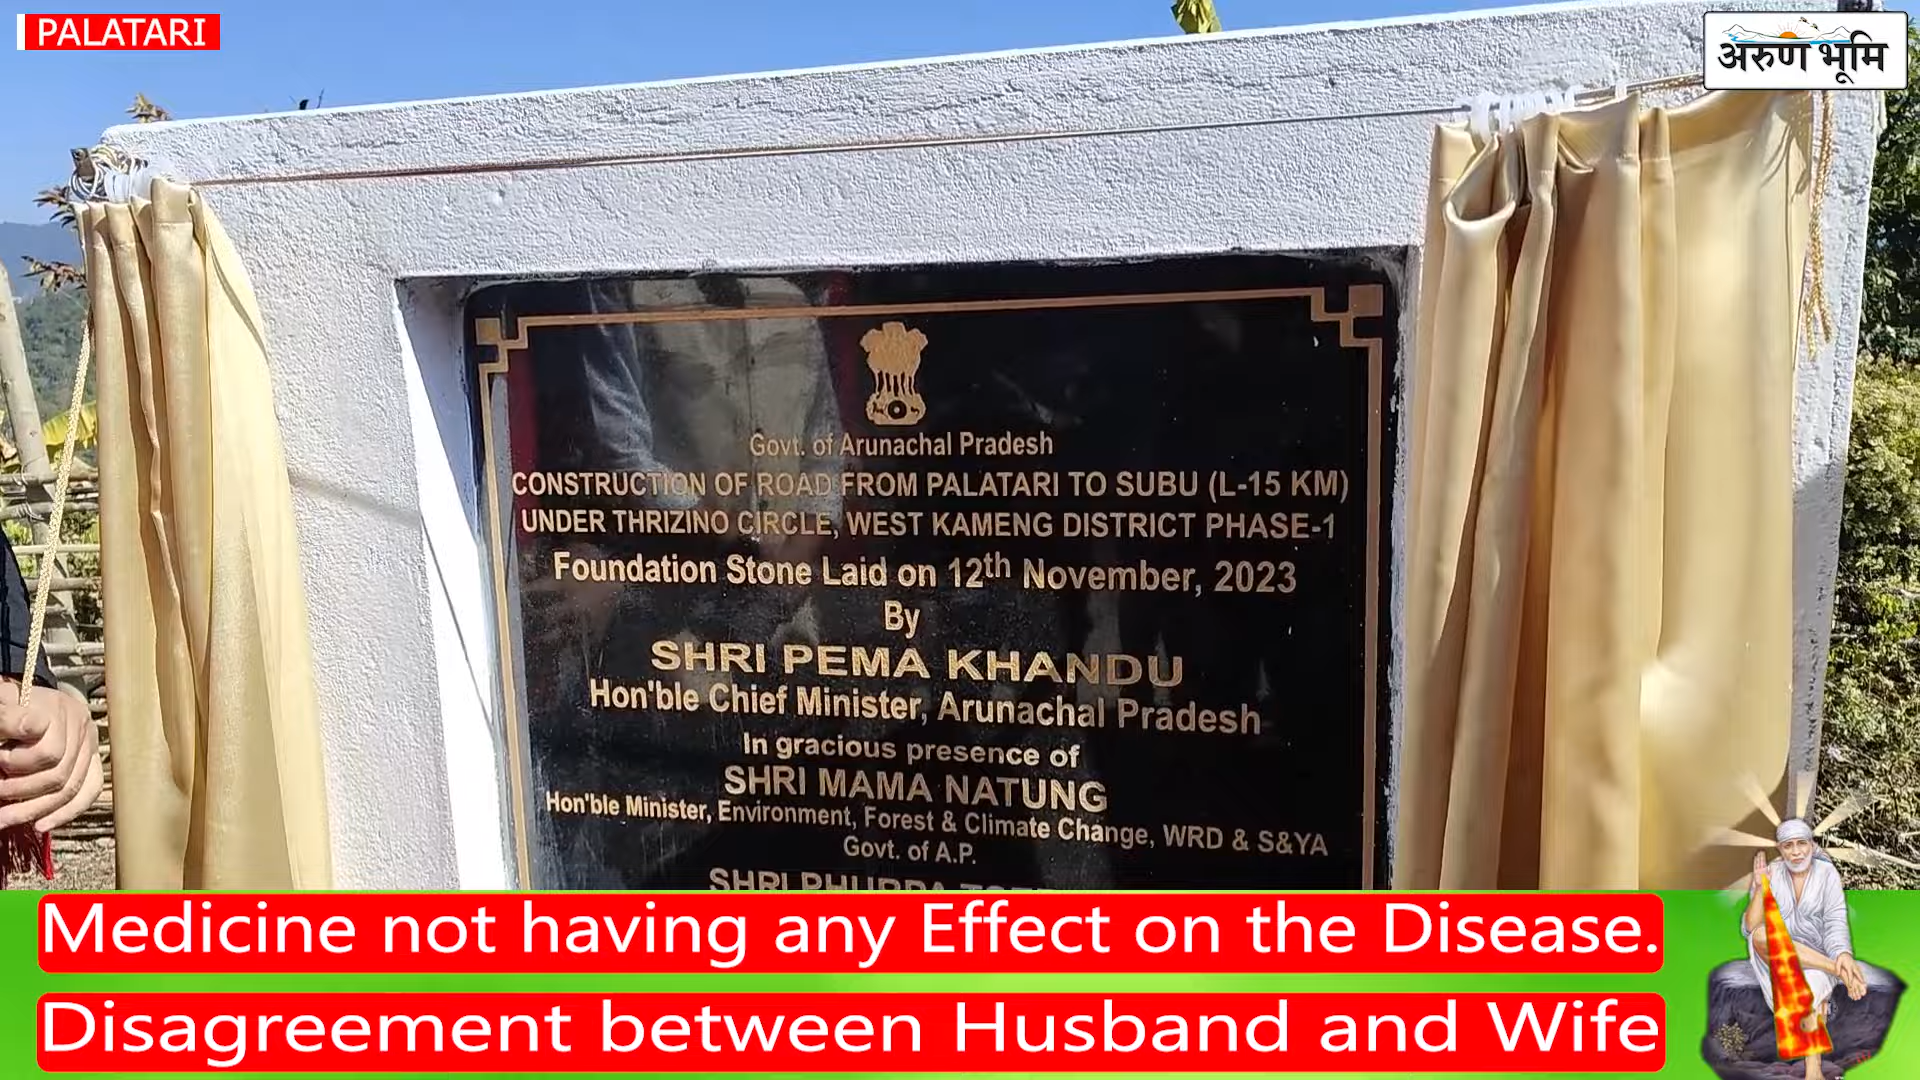 PALATARI
अरुण भूमि
Govt. of Arunachal Pradesh
CONSTRUCTION OF ROAD FROM PALATARI TO SUBU (L-15 KM)
UNDER THRIZINO CIRCLE, WEST KAMENG DISTRICT PHASE-1
Foundation Stone Laid on 12th November, 2023
By
SHRI PEMA KHANDU
Hon'ble Chief Minister, Arunachal Pradesh
In gracious presence of
SHRI MAMA NATUNG
Hon'ble Minister, Environment, Forest & Climate Change, WRD & S&YA
Govt. of A.P.
SHRI
Medicine not having any Effect on the Disease.
Disagreement between Husband and Wife